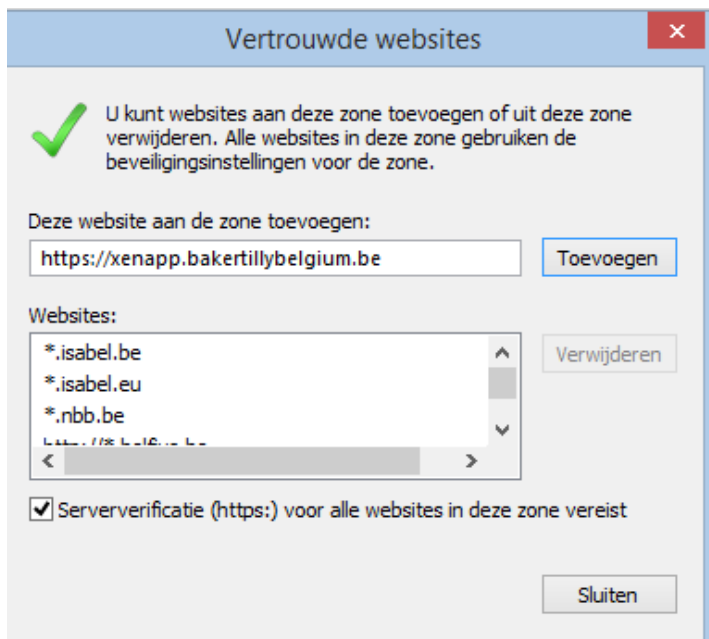 Vertrouwde websites
U kunt websites aan deze zone toevoegen of uit deze zone
verwijderen. Alle websites in deze zone gebruiken de
beveiligingsinstellingen voor de zone.
Deze website aan de zone toevoegen:
https://xenapp.bakertillybelgium.be
Toevoegen
Websites:
*.isabel.be
Verwijderen
*.isabel.eu
*.nbb.be
Serververificatie (https:) voor alle websites in deze zone vereist
Sluiten